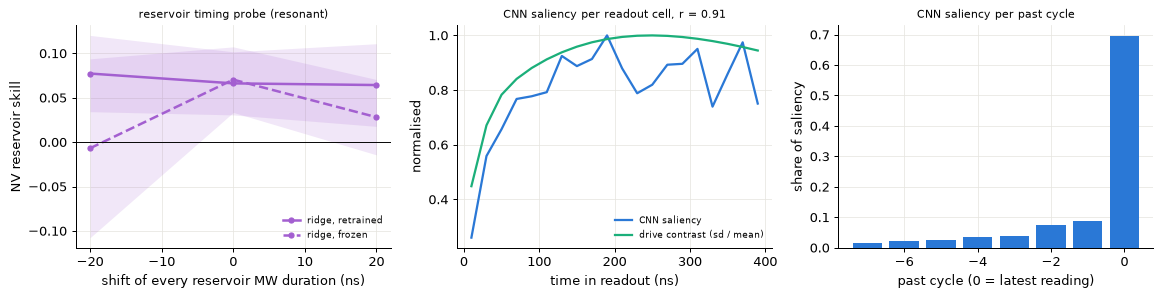 reservoir timing probe (resonant)
NV reservoir skill
0.10
0.05
0.00
−0.05
−0.10
−20
−10
0
10
20
shift of every reservoir MW duration (ns)
ridge, retrained
ridge, frozen
CNN saliency per readout cell, r = 0.91
normalised
1.0
0.8
0.6
0.4
0
100
200
300
400
time in readout (ns)
CNN saliency
drive contrast (sd / mean)
CNN saliency per past cycle
share of saliency
0.7
0.6
0.5
0.4
0.3
0.2
0.1
0.0
−6
−4
−2
0
past cycle (0 = latest reading)